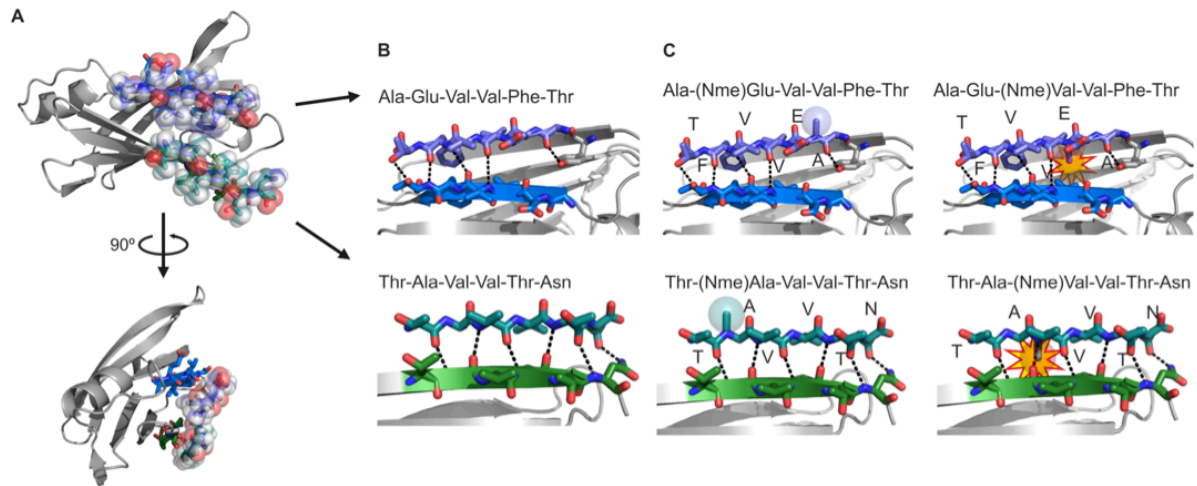 A
B
C
Ala-Glu-Val-Val-Phe-Thr
Ala-(Nme)Glu-Val-Val-Phe-Thr
Ala-Glu-(Nme)Val-Val-Phe-Thr
T
V
E
F
V
A
T
V
E
F
V
A
90º
Thr-Ala-Val-Val-Thr-Asn
Thr-(Nme)Ala-Val-Val-Thr-Asn
Thr-Ala-(Nme)Val-Val-Thr-Asn
A
V
N
T
V
T
A
V
N
T
V
T